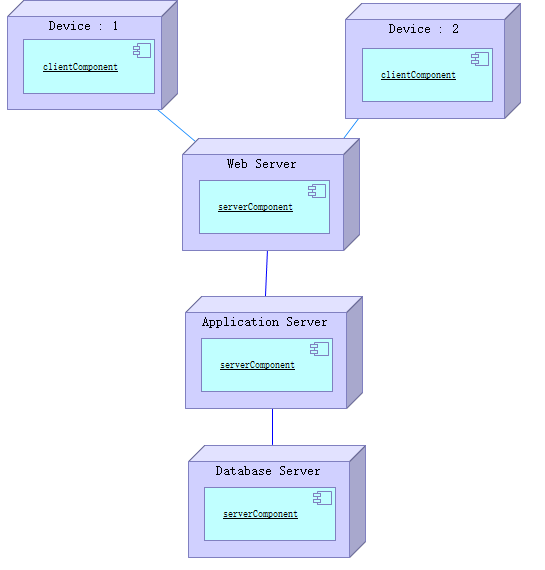 Device : 1
clientComponent
Device : 2
clientComponent
Web Server
serverComponent
Application Server
serverComponent
Database Server
serverComponent